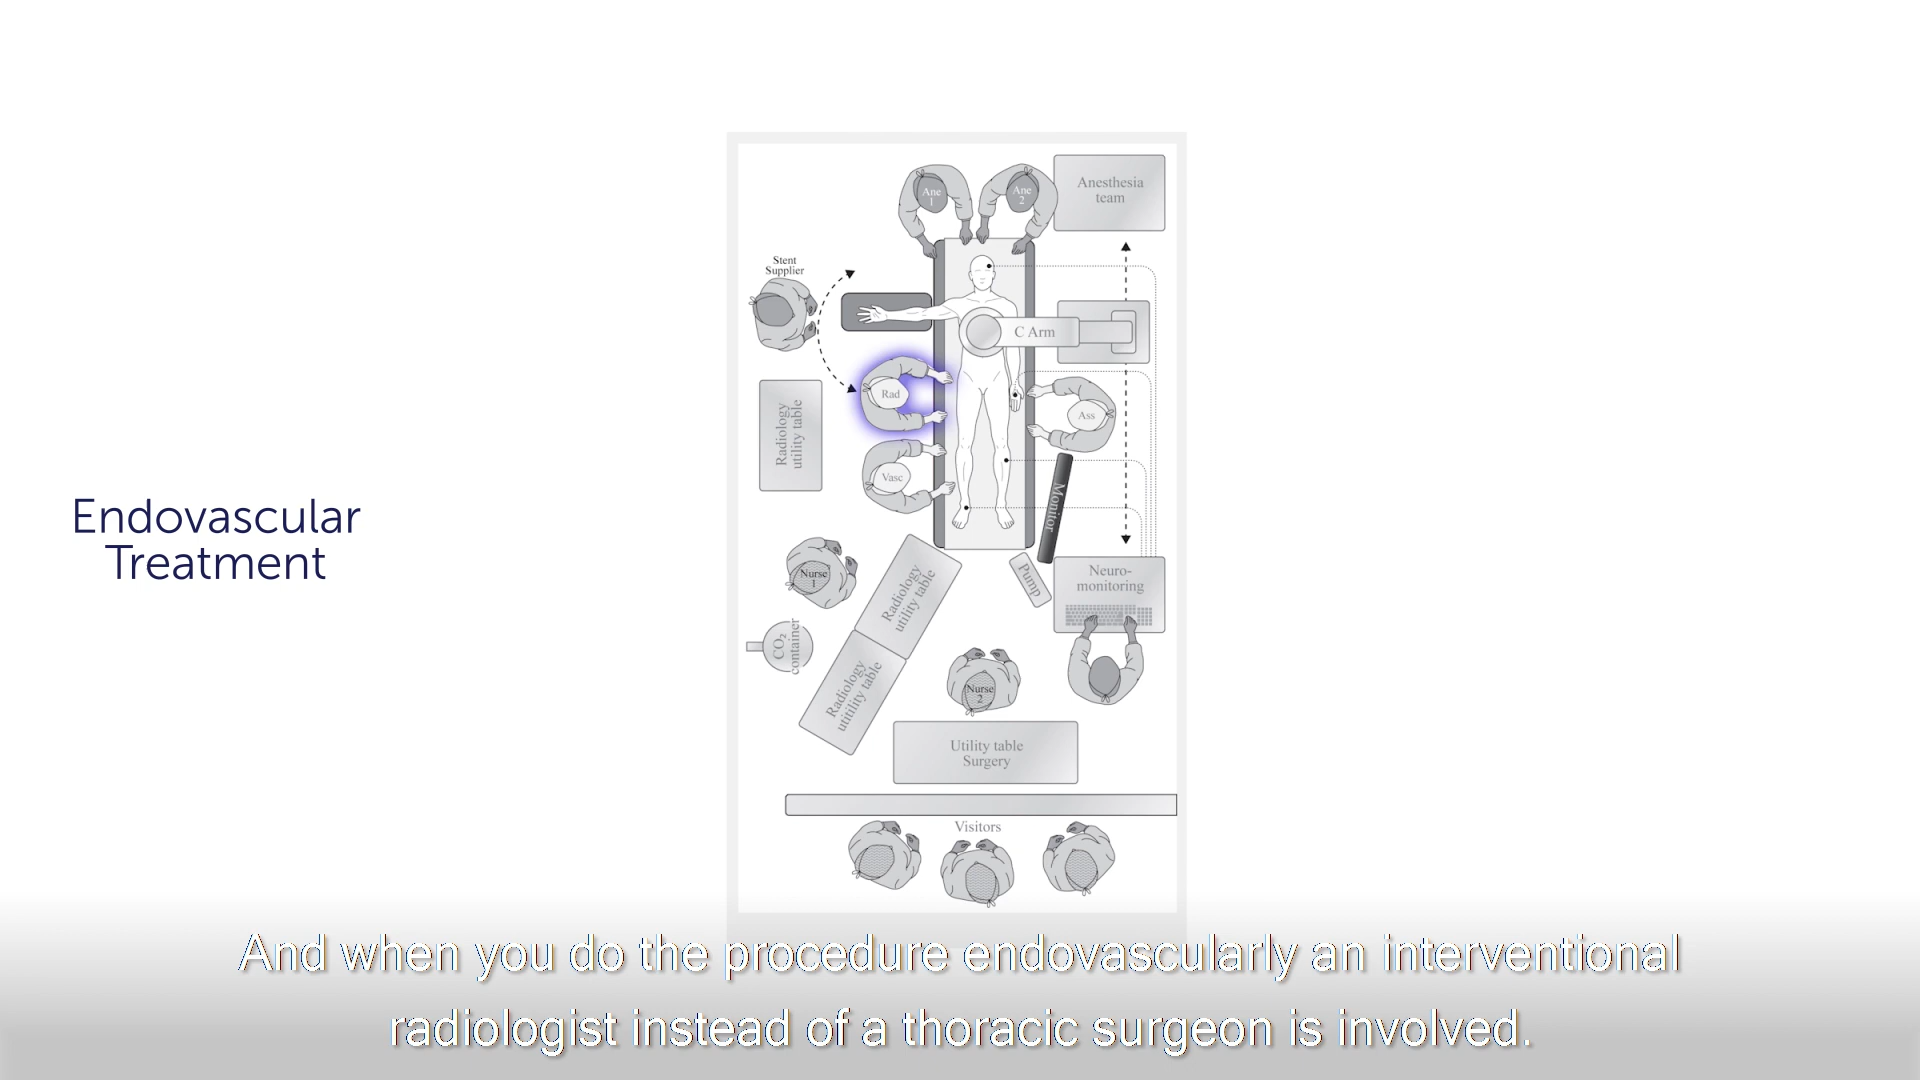 Ane
1
Ane
2
Anesthesia
team
Stent
Supplier
C Arm
Rad
Ass
Radiology
utility table
Vasc
Monitor
Endovascular
Treatment
Nurse
1
Radiology
utility table
Pump
Neuro-
monitoring
CO₂
container
Radiology
utitility table
Nurse
2
Utility table
Surgery
Visitors
And when you do the procedure endovascularly an interventional
radiologist instead of a thoracic surgeon is involved.